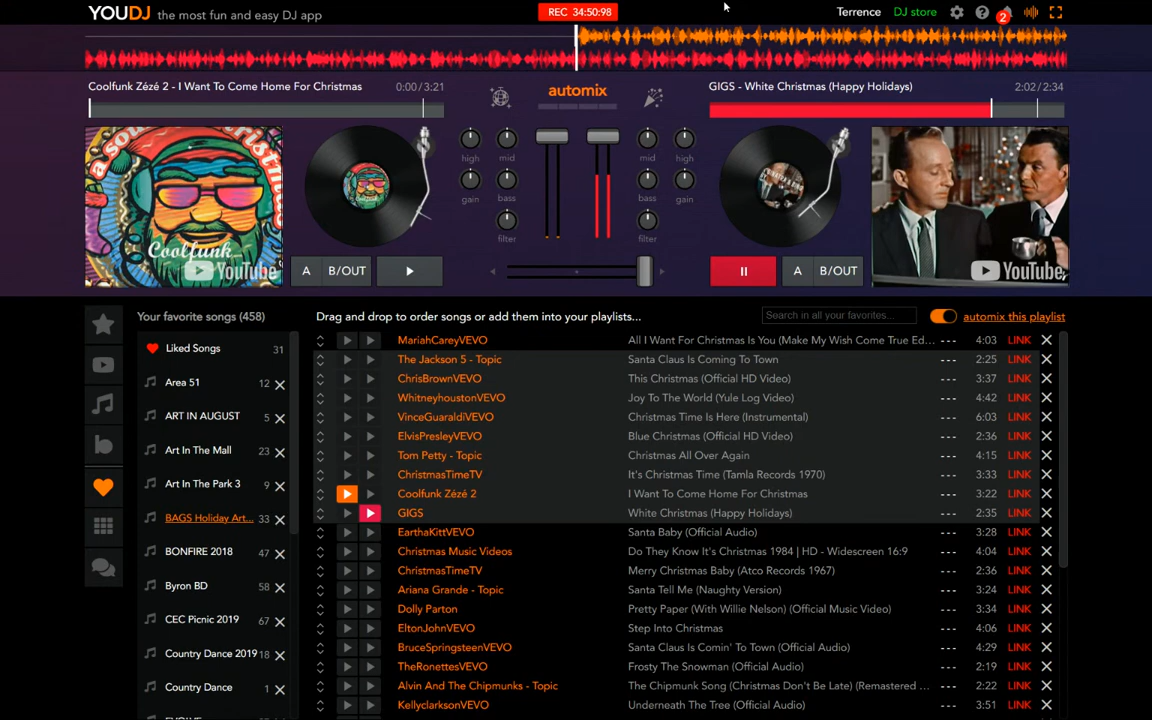 YOUDJ the most fun and easy DJ app
REC 34:50:98
Terrence DJ store
2
Coolfunk Zézé 2 - I Want To Come Home For Christmas 0:00/3:21
automix
GIGS - White Christmas (Happy Holidays) 2:02/2:34
a soul christmas
Coolfunk
YouTube
high mid mid high
gain bass bass gain
filter filter
A B/OUT
A B/OUT
YouTube
Your favorite songs (458)
Liked Songs 31
Area 51 12
ART IN AUGUST 5
Art In The Mall 23
Art In The Park 3 9
BAGS Holiday Art... 33
BONFIRE 2018 47
Byron BD 58
CEC Picnic 2019 67
Country Dance 2019 18
Country Dance 1
Drag and drop to order songs or add them into your playlists...
Search in all your favorites...
automix this playlist
MariahCareyVEVO All I Want For Christmas Is You (Make My Wish Come True Ed... --- 4:03 LINK
The Jackson 5 - Topic Santa Claus Is Coming To Town --- 2:25 LINK
ChrisBrownVEVO This Christmas (Official HD Video) --- 3:37 LINK
WhitneyhoustonVEVO Joy To The World (Yule Log Video) --- 4:42 LINK
VinceGuaraldiVEVO Christmas Time Is Here (Instrumental) --- 6:03 LINK
ElvisPresleyVEVO Blue Christmas (Official HD Video) --- 2:36 LINK
Tom Petty - Topic Christmas All Over Again --- 4:15 LINK
ChristmasTimeTV It's Christmas Time (Tamla Records 1970) --- 3:33 LINK
Coolfunk Zézé 2 I Want To Come Home For Christmas --- 3:22 LINK
GIGS White Christmas (Happy Holidays) --- 2:35 LINK
EarthaKittVEVO Santa Baby (Official Audio) --- 3:28 LINK
Christmas Music Videos Do They Know It's Christmas 1984 | HD - Widescreen 16:9 --- 4:04 LINK
ChristmasTimeTV Merry Christmas Baby (Atco Records 1967) --- 2:36 LINK
Ariana Grande - Topic Santa Tell Me (Naughty Version) --- 3:24 LINK
Dolly Parton Pretty Paper (With Willie Nelson) (Official Music Video) --- 3:34 LINK
EltonJohnVEVO Step Into Christmas --- 4:06 LINK
BruceSpringsteenVEVO Santa Claus Is Comin' To Town (Official Audio) --- 4:29 LINK
TheRonettesVEVO Frosty The Snowman (Official Audio) --- 2:19 LINK
Alvin And The Chipmunks - Topic The Chipmunk Song (Christmas Don't Be Late) (Remastered ... --- 2:22 LINK
KellyclarksonVEVO Underneath The Tree (Official Audio) --- 3:51 LINK